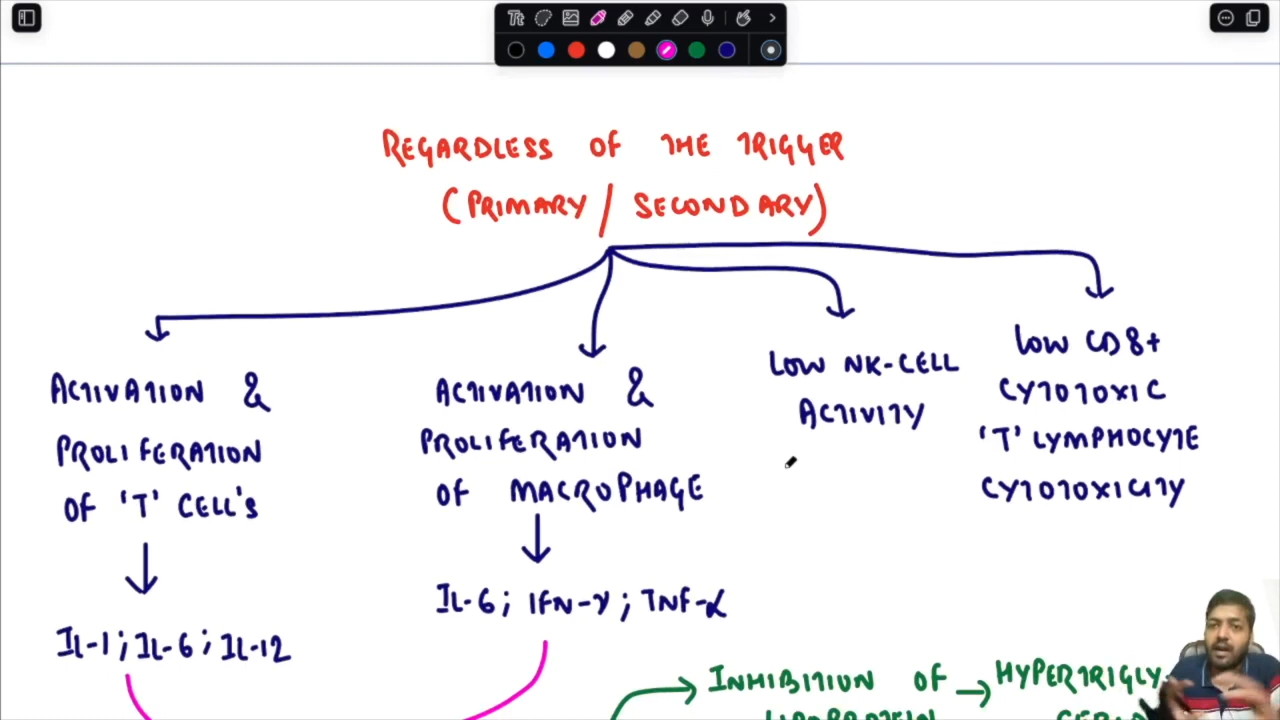 REGARDLESS OF THE TRIGGER
(PRIMARY / SECONDARY)
ACTIVATION &
PROLIFERATION
OF 'T' CELL'S
IL-1; IL-6; IL-12
ACTIVATION &
PROLIFERATION
OF MACROPHAGE
IL-6; IFN-γ; TNF-α
LOW NK-CELL
ACTIVITY
LOW CD8+
CYTOTOXIC
'T' LYMPHOCYTE
CYTOTOXICITY
INHIBITION OF
HYPERTRIGLY-